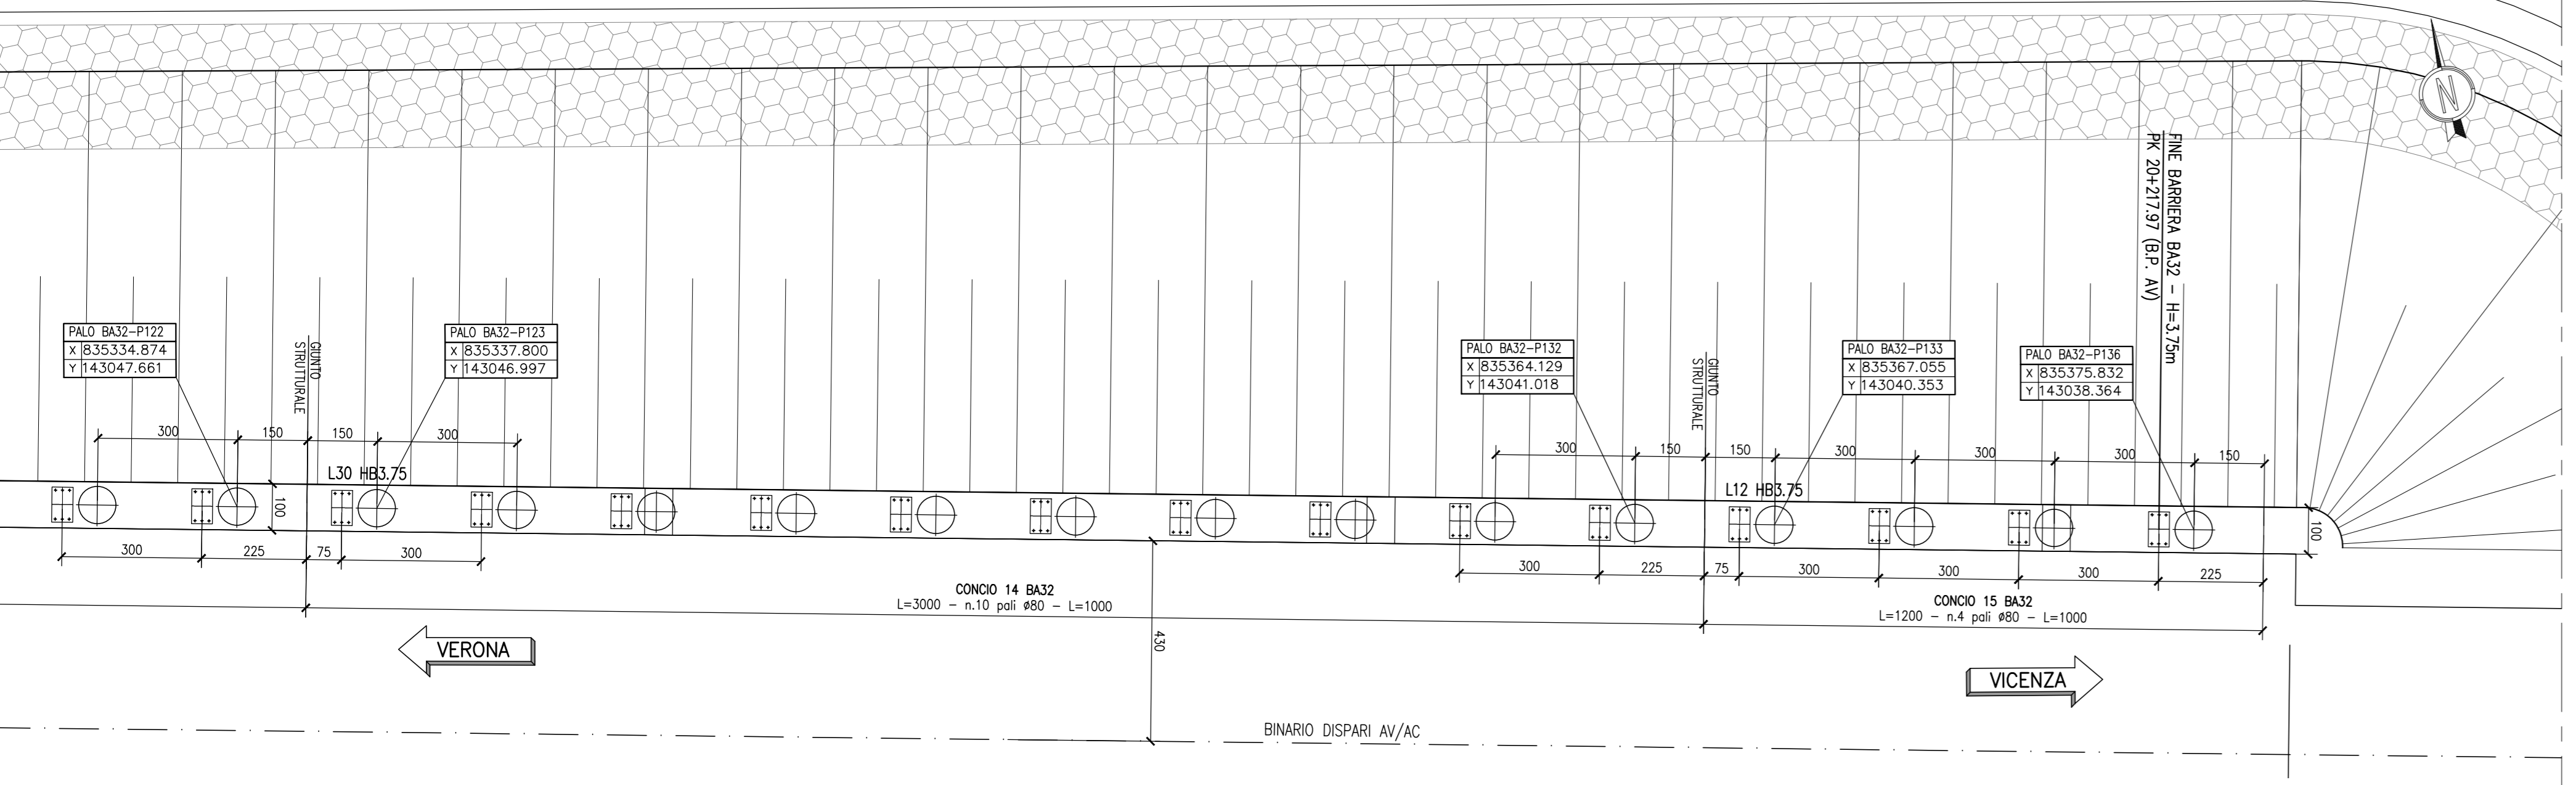 N
FINE BARRIERA BA32 - H=3.75m
PK 20+217.97 (B.P. AV)
PALO BA32-P122
X 835334.874
Y 143047.661
GIUNTO
STRUTTURALE
PALO BA32-P123
X 835337.800
Y 143046.997
PALO BA32-P132
X 835364.129
Y 143041.018
GIUNTO
STRUTTURALE
PALO BA32-P133
X 835367.055
Y 143040.353
PALO BA32-P136
X 835375.832
Y 143038.364
300 150 150 300
300 150 150 300 300 300 150
L30 HB3.75
L12 HB3.75
100
100
300 225 75 300
300 225 75 300 300 300 225
CONCIO 14 BA32
L=3000 - n.10 pali ø80 - L=1000
CONCIO 15 BA32
L=1200 - n.4 pali ø80 - L=1000
430
VERONA
VICENZA
BINARIO DISPARI AV/AC